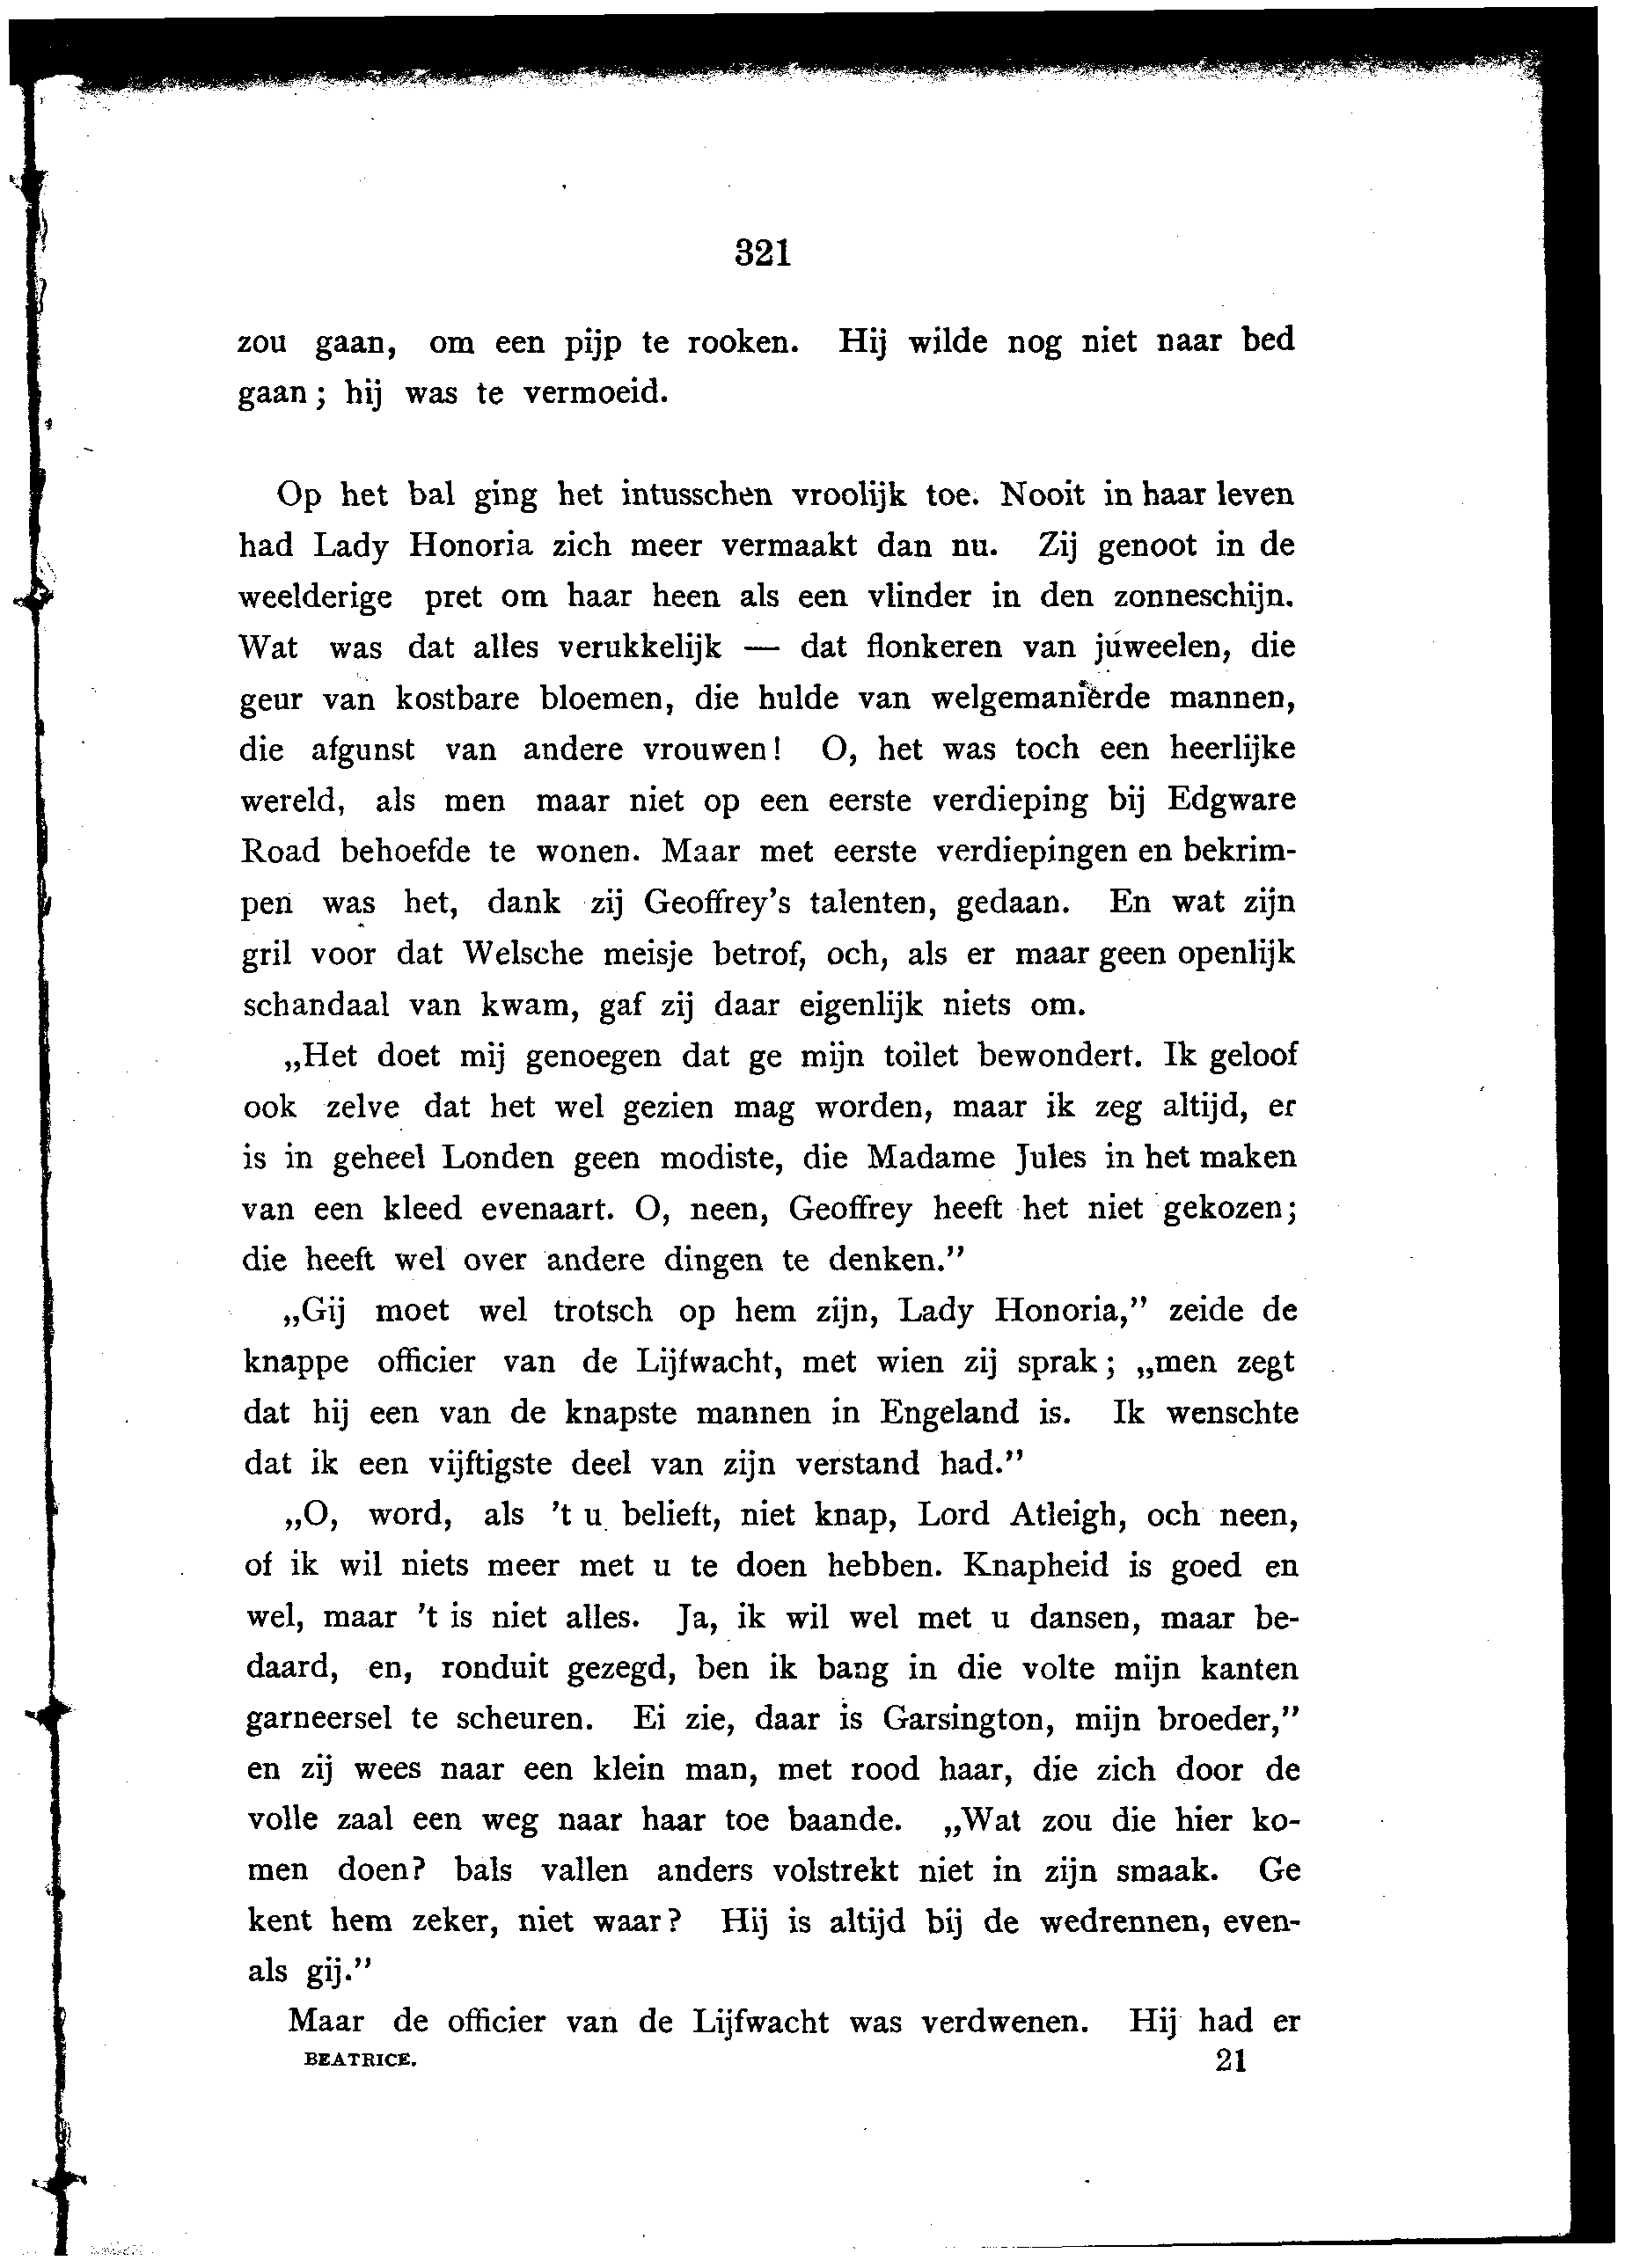 321
zou gaan, om een pijp te rooken. Hij wilde nog niet naar bed
gaan; hij was te vermoeid.
Op het bal ging het intusschen vroolijk toe. Nooit in haar leven
had Lady Honoria zich meer vermaakt dan nu. Zij genoot in de
weelderige pret om haar heen als een vlinder in den zonneschijn.
Wat was dat alles verukkelijk — dat flonkeren van juweelen, die
geur van kostbare bloemen, die hulde van welgemanierde mannen,
die afgunst van andere vrouwen! O, het was toch een heerlijke
wereld, als men maar niet op een eerste verdieping bij Edgware
Road behoefde te wonen. Maar met eerste verdiepingen en bekrim-
pen was het, dank zij Geoffrey's talenten, gedaan. En wat zijn
gril voor dat Welsche meisje betrof, och, als er maar geen openlijk
schandaal van kwam, gaf zij daar eigenlijk niets om.
„Het doet mij genoegen dat ge mijn toilet bewondert. Ik geloof
ook zelve dat het wel gezien mag worden, maar ik zeg altijd, er
is in geheel Londen geen modiste, die Madame Jules in het maken
van een kleed evenaart. O, neen, Geoffrey heeft het niet gekozen;
die heeft wel over andere dingen te denken.”
„Gij moet wel trotsch op hem zijn, Lady Honoria,” zeide de
knappe officier van de Lijfwacht, met wien zij sprak; „men zegt
dat hij een van de knapste mannen in Engeland is. Ik wenschte
dat ik een vijftigste deel van zijn verstand had.”
„O, word, als 't u belieft, niet knap, Lord Atleigh, och neen,
of ik wil niets meer met u te doen hebben. Knapheid is goed en
wel, maar 't is niet alles. Ja, ik wil wel met u dansen, maar be-
daard, en, ronduit gezegd, ben ik bang in die volte mijn kanten
garneersel te scheuren. Ei zie, daar is Garsington, mijn broeder,”
en zij wees naar een klein man, met rood haar, die zich door de
volle zaal een weg naar haar toe baande. „Wat zou die hier ko-
men doen? bals vallen anders volstrekt niet in zijn smaak. Ge
kent hem zeker, niet waar? Hij is altijd bij de wedrennen, even-
als gij.”
Maar de officier van de Lijfwacht was verdwenen. Hij had er
BEATRICE. 21